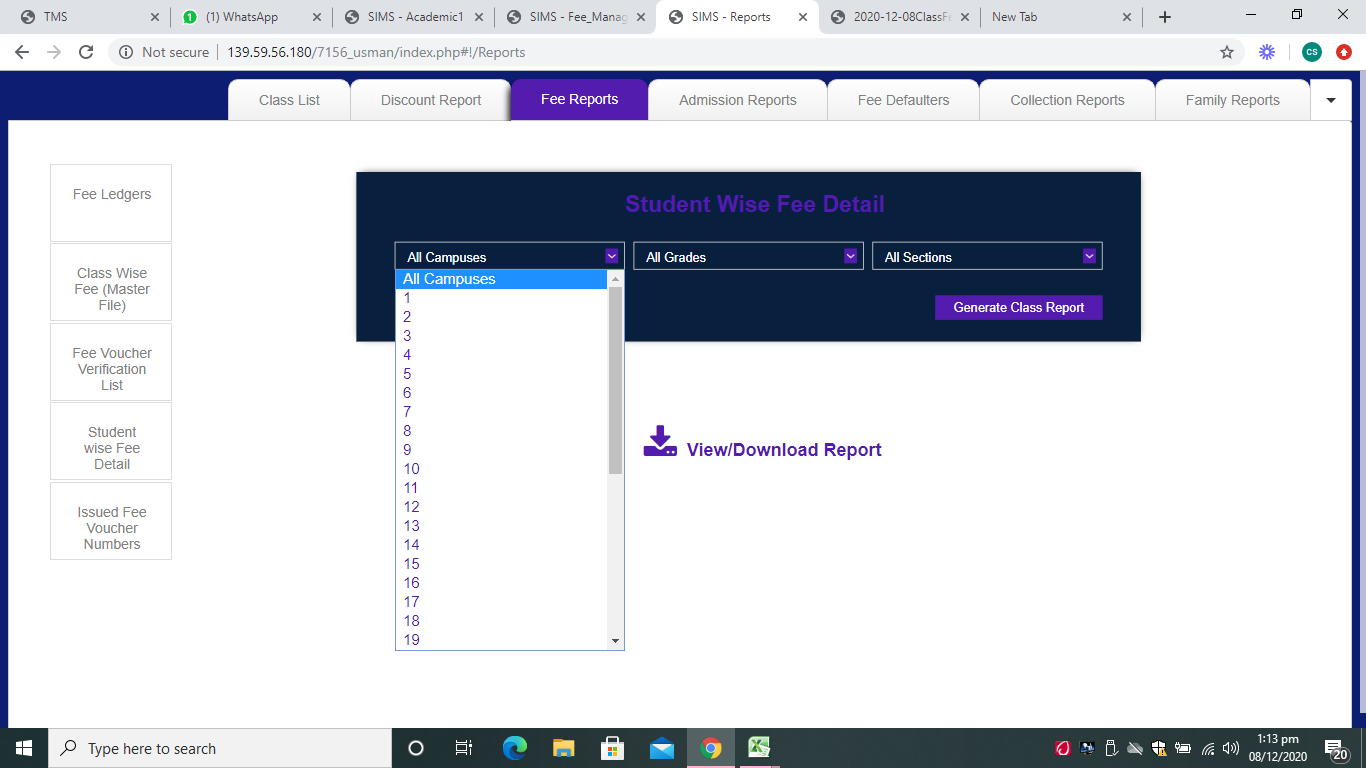 TMS
(1) WhatsApp
SIMS - Academic1
SIMS - Fee_Manag
SIMS - Reports
2020-12-08ClassFe
New Tab
Not secure
139.59.56.180/7156_usman/index.php#!/Reports
CS
Class List
Discount Report
Fee Reports
Admission Reports
Fee Defaulters
Collection Reports
Family Reports
Fee Ledgers
Class Wise
Fee (Master
File)
Fee Voucher
Verification
List
Student
wise Fee
Detail
Issued Fee
Voucher
Numbers
Student Wise Fee Detail
All Campuses
All Grades
All Sections
All Campuses
1
2
3
4
5
6
7
8
9
10
11
12
13
14
15
16
17
18
19
Generate Class Report
View/Download Report
Type here to search
1:13 pm
08/12/2020
20